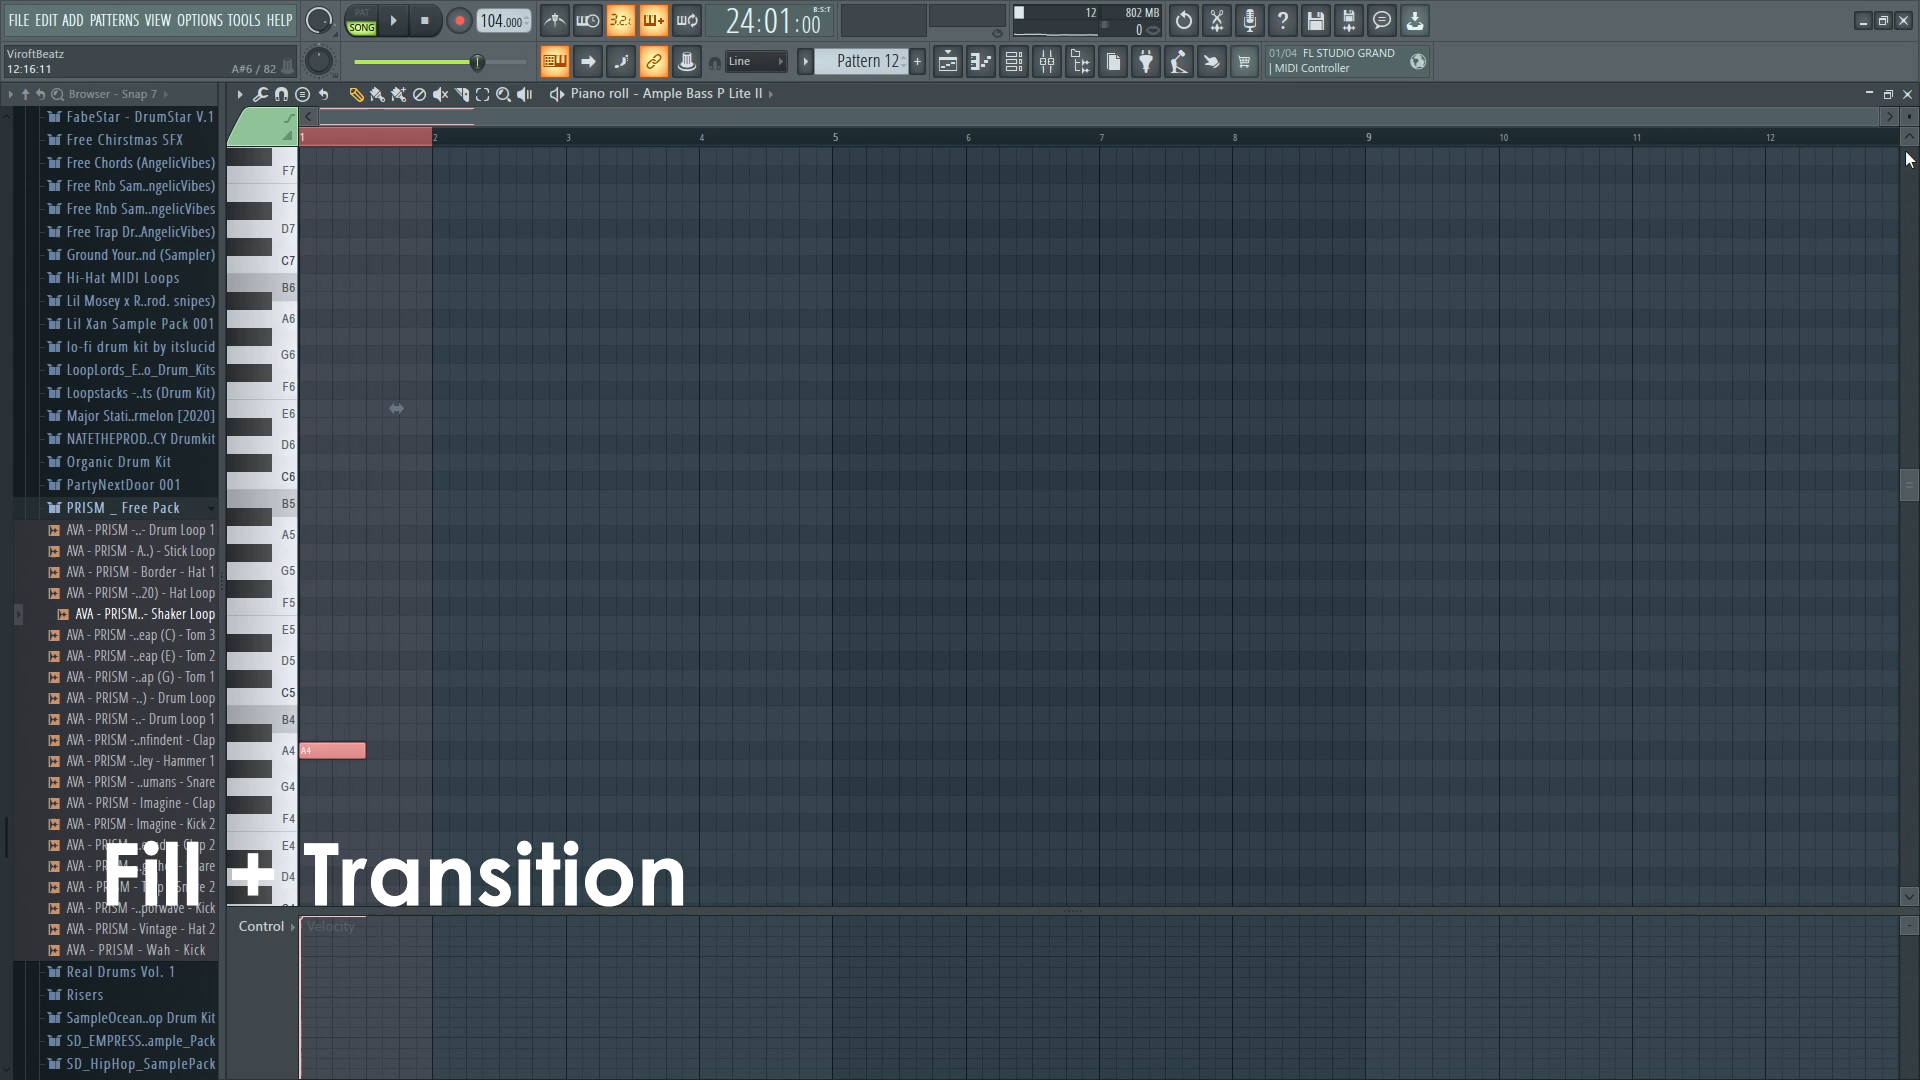 FILE EDIT ADD PATTERNS VIEW OPTIONS TOOLS HELP
PAT
SONG
104.000
3.2.
24:01:00
B:S:T
12
802 MB
0
ViroftBeatz
12:16:11
A#6 / 82
Line
Pattern 12
01/04 FL STUDIO GRAND
| MIDI Controller
Browser - Snap 7
Piano roll - Ample Bass P Lite II
1 2 3 4 5 6 7 8 9 10 11 12
FabeStar - DrumStar V.1
Free Chirstmas SFX
Free Chords (AngelicVibes)
Free Rnb Sam..ngelicVibes)
Free Rnb Sam..ngelicVibes
Free Trap Dr..AngelicVibes)
Ground Your..nd (Sampler)
Hi-Hat MIDI Loops
Lil Mosey x R..rod. snipes)
Lil Xan Sample Pack 001
lo-fi drum kit by itslucid
LoopLords_E..o_Drum_Kits
Loopstacks -..ts (Drum Kit)
Major Stati..rmelon [2020]
NATETHEPROD..CY Drumkit
Organic Drum Kit
PartyNextDoor 001
PRISM _ Free Pack
AVA - PRISM -..- Drum Loop 1
AVA - PRISM - A..) - Stick Loop
AVA - PRISM - Border - Hat 1
AVA - PRISM -..20) - Hat Loop
AVA - PRISM..- Shaker Loop
AVA - PRISM -..eap (C) - Tom 3
AVA - PRISM -..eap (E) - Tom 2
AVA - PRISM -..ap (G) - Tom 1
AVA - PRISM -..) - Drum Loop
AVA - PRISM -..- Drum Loop 1
AVA - PRISM -..nfindent - Clap
AVA - PRISM -..ley - Hammer 1
AVA - PRISM - ..umans - Snare
AVA - PRISM - Imagine - Clap
AVA - PRISM - Imagine - Kick 2
AVA - PRISM - Vintage - Hat 2
AVA - PRISM - Wah - Kick
Real Drums Vol. 1
Risers
SampleOcean..op Drum Kit
SD_EMPRESS..ample_Pack
SD_HipHop_SamplePack
F7
E7
D7
C7
B6
A6
G6
F6
E6
D6
C6
B5
A5
G5
F5
E5
D5
C5
B4
A4
A4
G4
F4
E4
D4
Fill + Transition
Control
Velocity